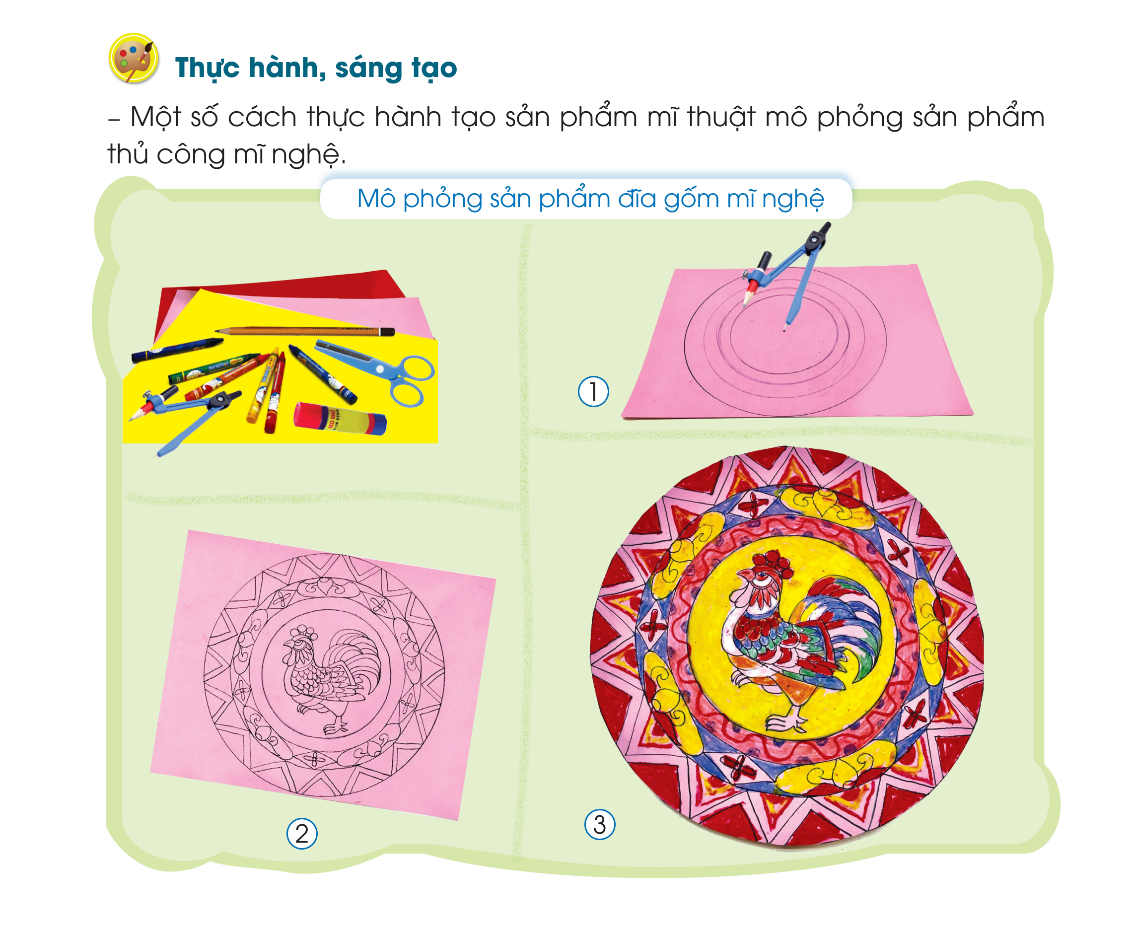 Thực hành, sáng tạo
– Một số cách thực hành tạo sản phẩm mĩ thuật mô phỏng sản phẩm
thủ công mĩ nghệ.
Mô phỏng sản phẩm đĩa gốm mĩ nghệ
1
2
3